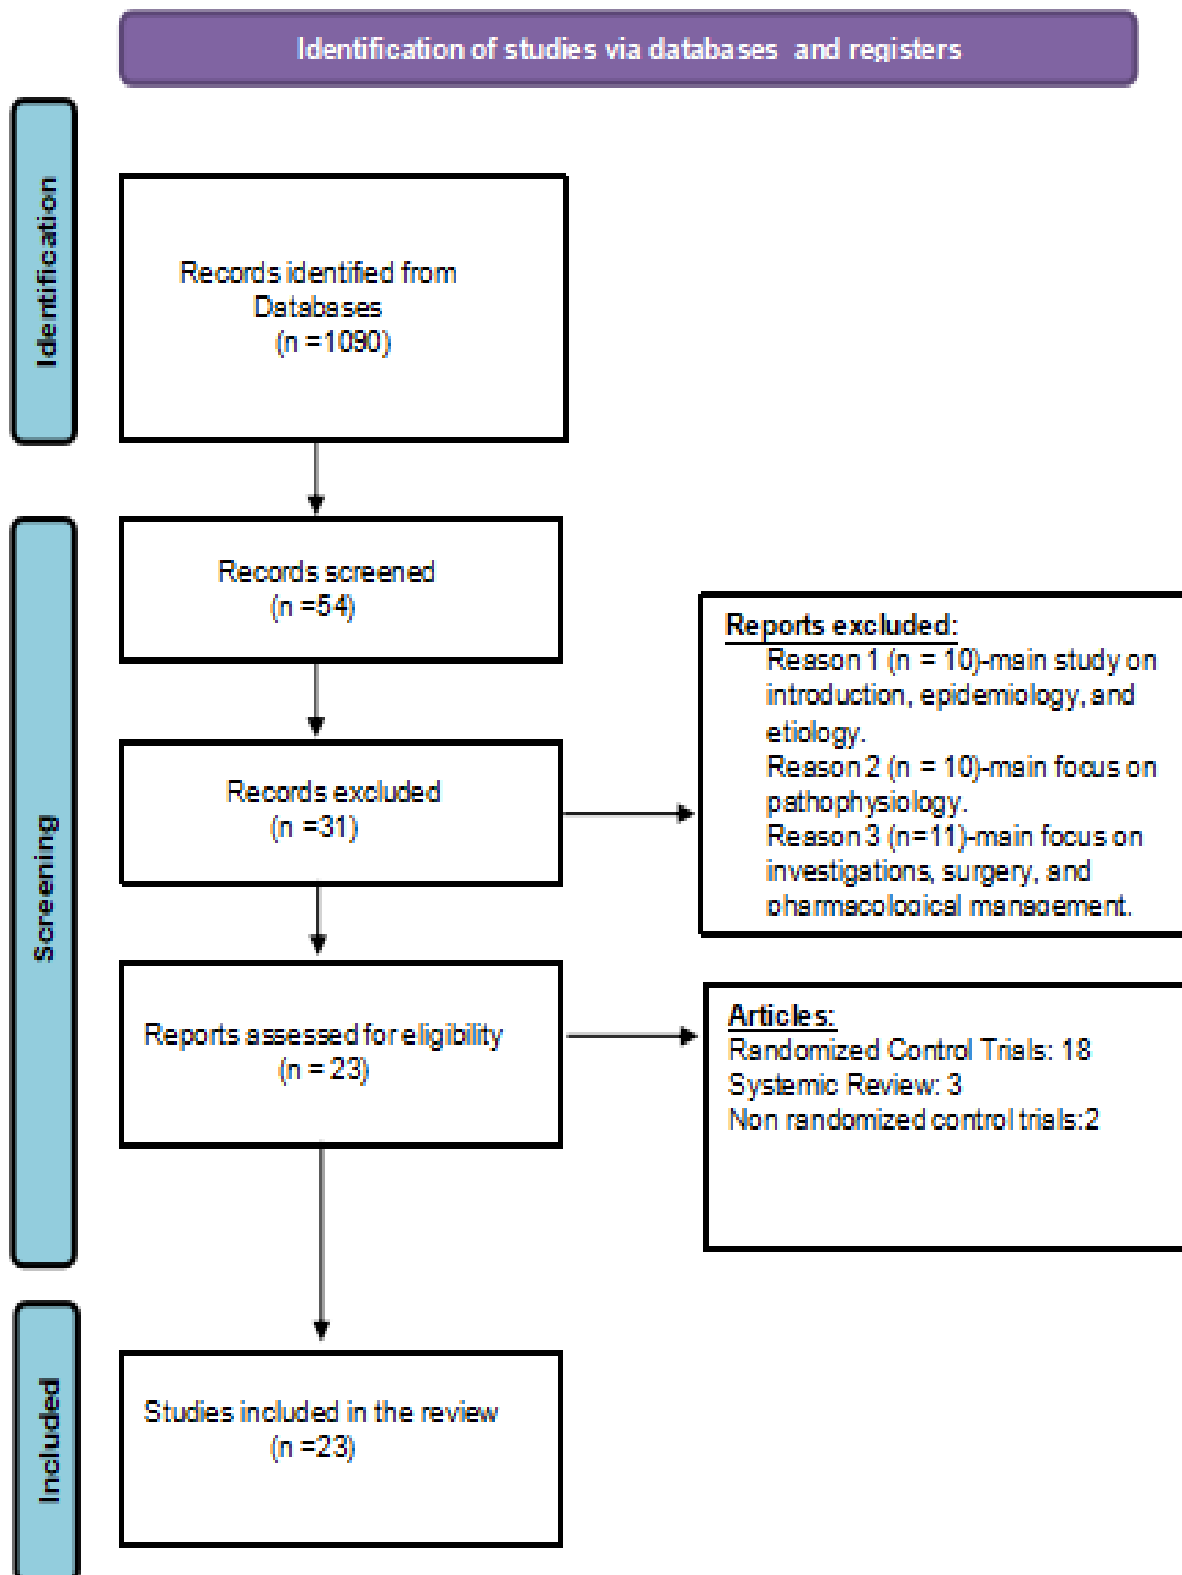 Identification of studies via databases and registers
Identification
Records identified from
Databases
(n =1090)
Screening
Records screened
(n =54)
Records excluded
(n =31)
Reports excluded:
Reason 1 (n = 10)-main study on
introduction, epidemiology, and
etiology.
Reason 2 (n = 10)-main focus on
pathophysiology.
Reason 3 (n=11)-main focus on
investigations, surgery, and
pharmacological management.
Reports assessed for eligibility
(n = 23)
Articles:
Randomized Control Trials: 18
Systemic Review: 3
Non randomized control trials:2
Included
Studies included in the review
(n =23)